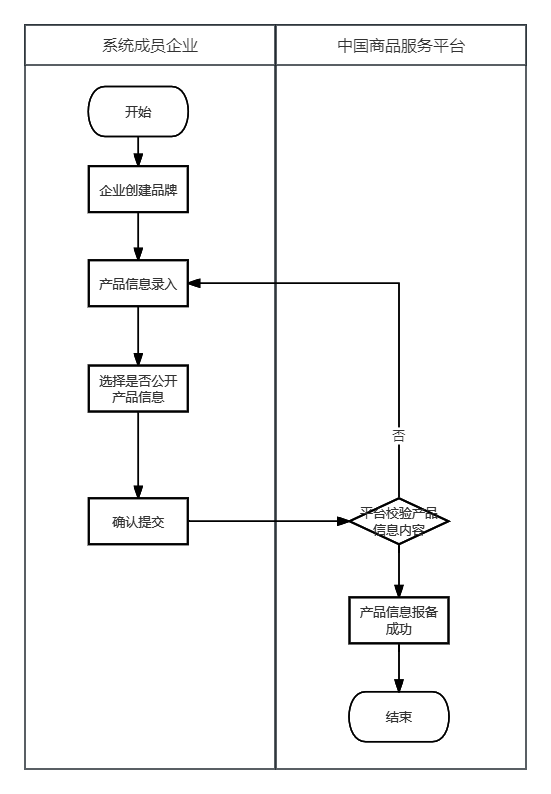 系统成员企业
中国商品服务平台
开始
企业创建品牌
产品信息录入
选择是否公开
产品信息
否
确认提交
平台校验产品
信息内容
产品信息报备
成功
结束